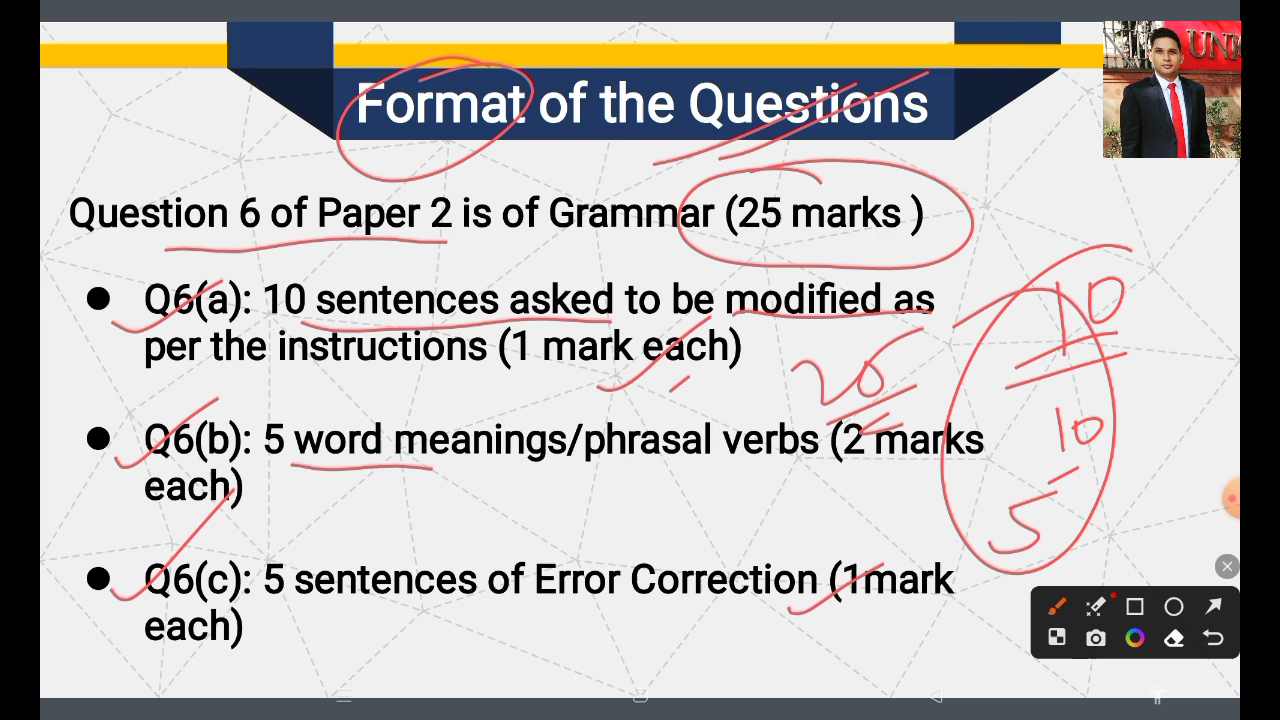 Format of the Questions
UN
Question 6 of Paper 2 is of Grammar (25 marks )
● Q6(a): 10 sentences asked to be modified as
per the instructions (1 mark each)
10
25
● Q6(b): 5 word meanings/phrasal verbs (2 marks
each)
10
5
● Q6(c): 5 sentences of Error Correction (1mark
each)